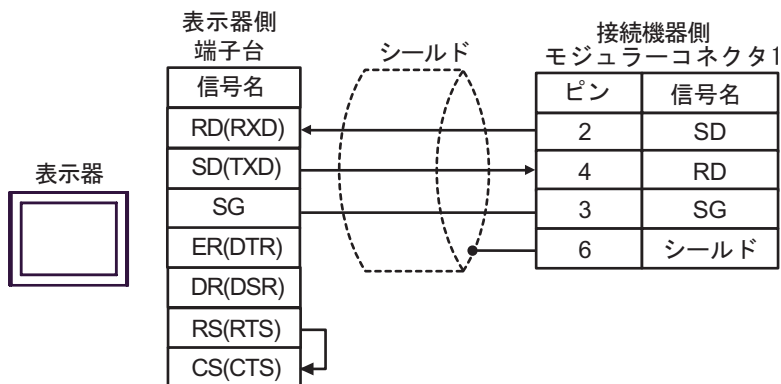 表示器側
端子台
シールド
接続機器側
モジュラーコネクタ1
信号名
ピン
信号名
RD(RXD)
2
SD
SD(TXD)
4
RD
表示器
SG
3
SG
ER(DTR)
6
シールド
DR(DSR)
RS(RTS)
CS(CTS)